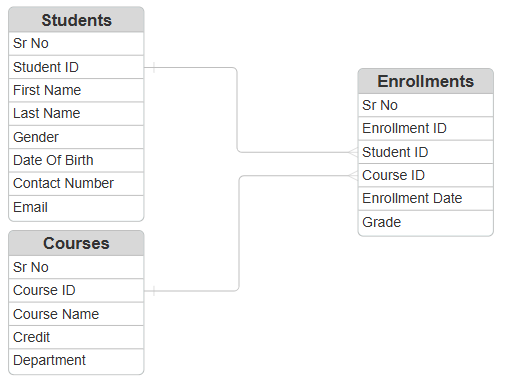 Students
Sr No
Student ID
First Name
Last Name
Gender
Date Of Birth
Contact Number
Email
Courses
Sr No
Course ID
Course Name
Credit
Department
Enrollments
Sr No
Enrollment ID
Student ID
Course ID
Enrollment Date
Grade